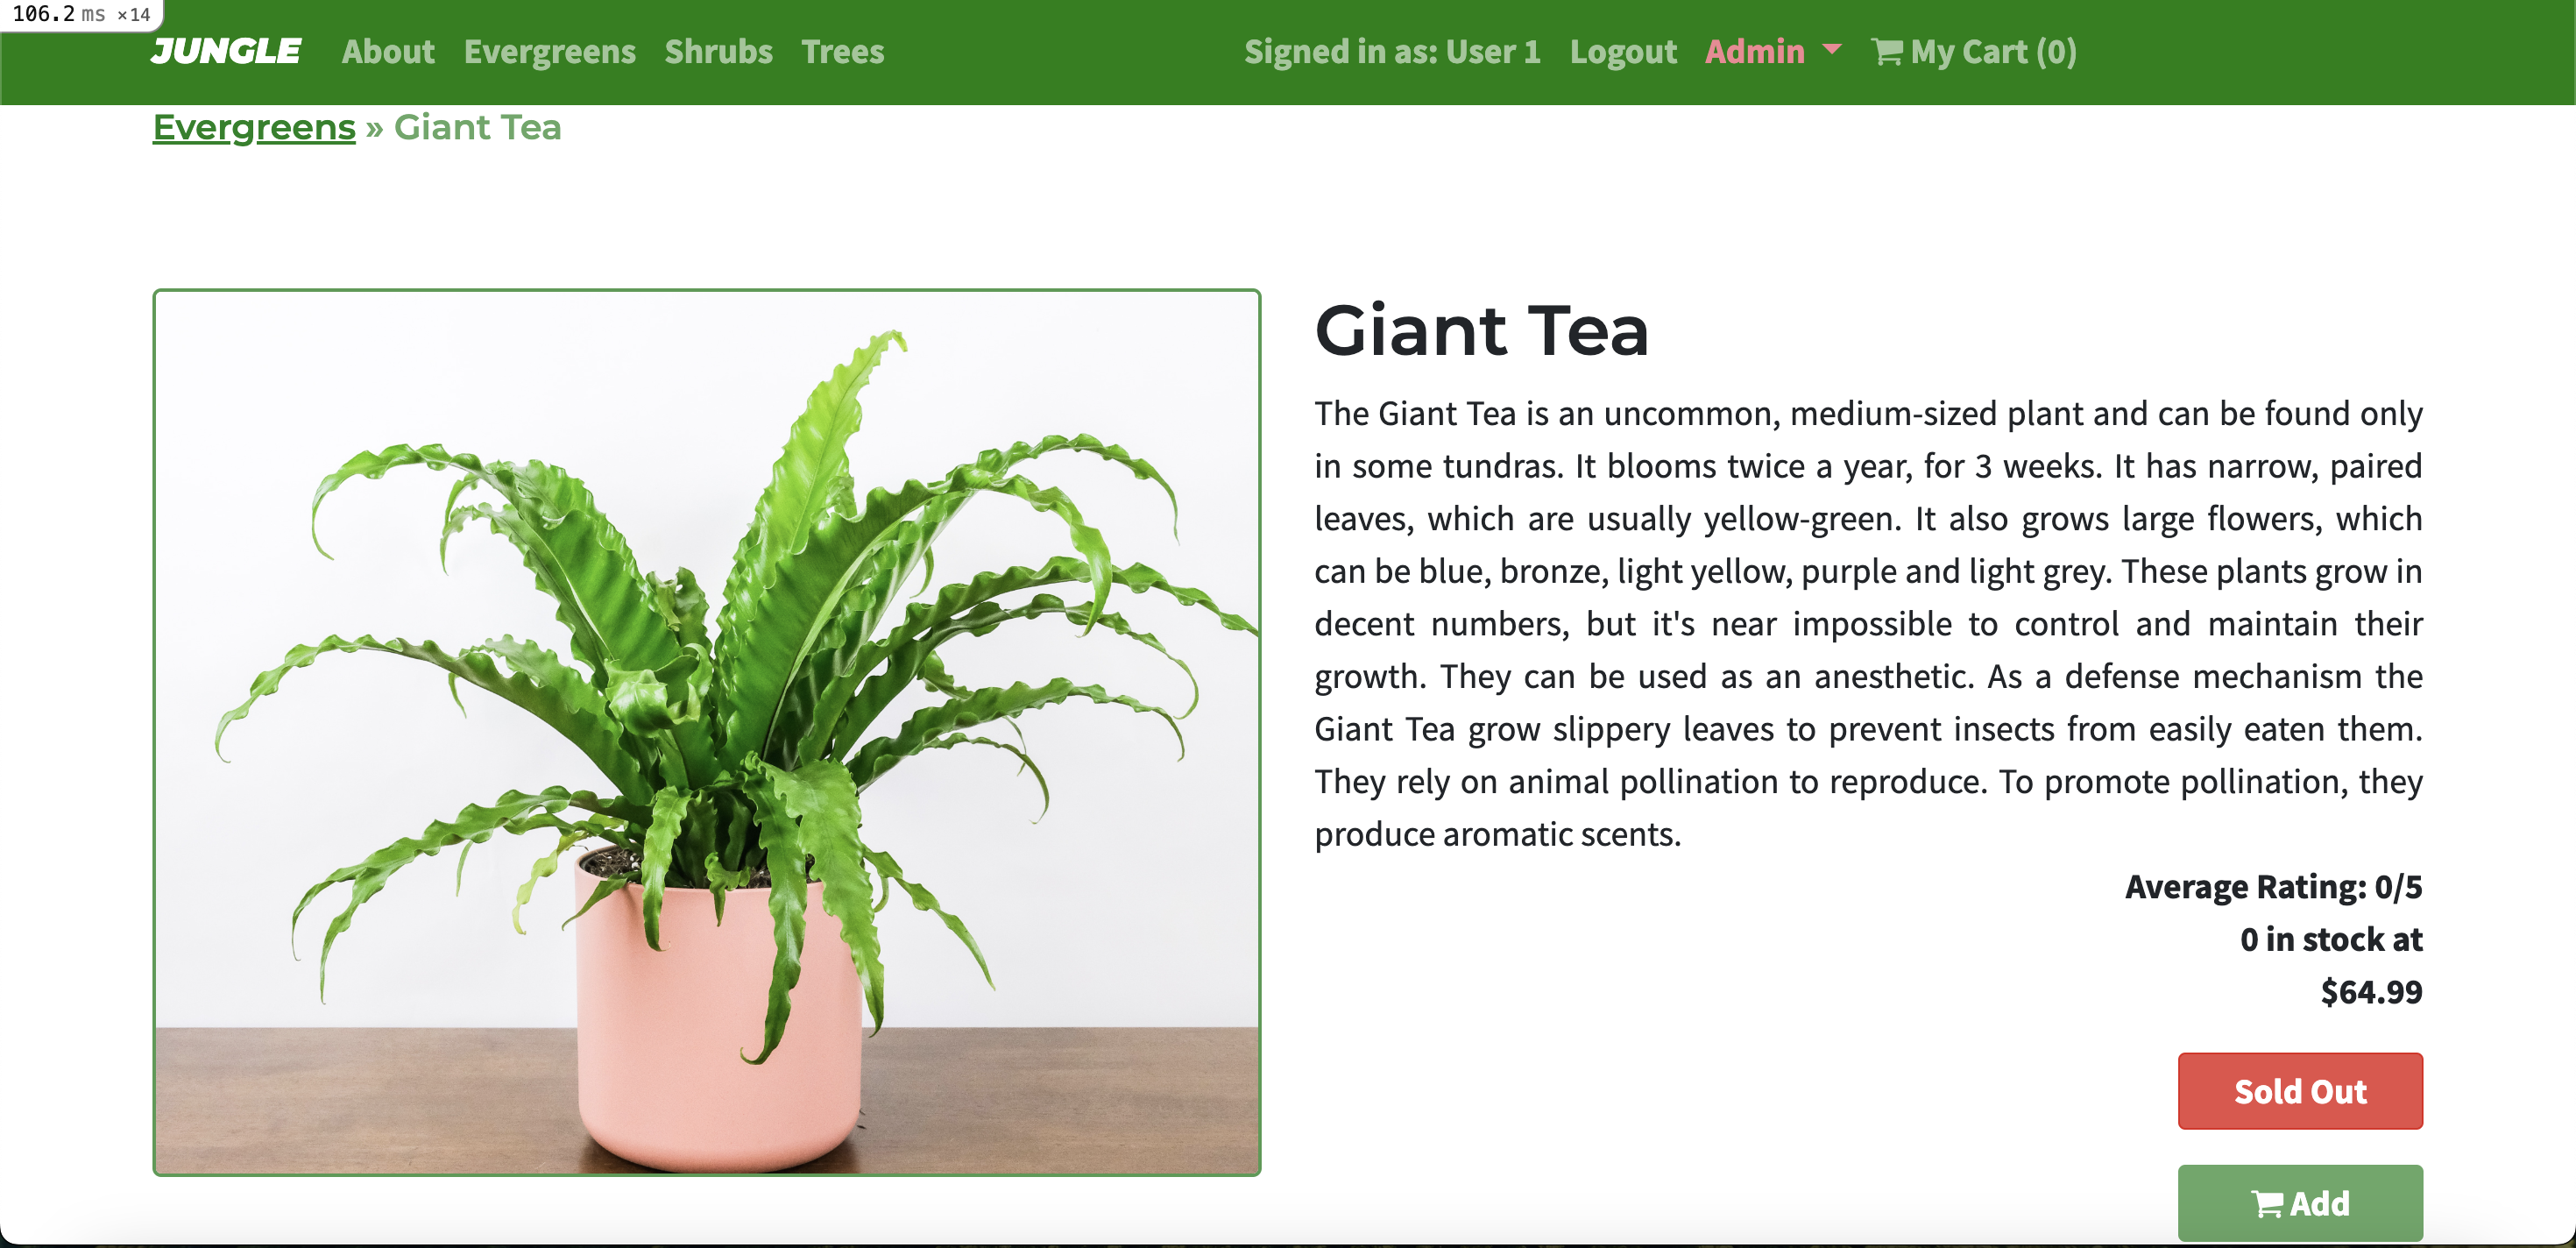 106.2 ms ×14
JUNGLE About Evergreens Shrubs Trees Signed in as: User 1 Logout Admin My Cart (0)
Evergreens » Giant Tea
Giant Tea
The Giant Tea is an uncommon, medium-sized plant and can be found only
in some tundras. It blooms twice a year, for 3 weeks. It has narrow, paired
leaves, which are usually yellow-green. It also grows large flowers, which
can be blue, bronze, light yellow, purple and light grey. These plants grow in
decent numbers, but it's near impossible to control and maintain their
growth. They can be used as an anesthetic. As a defense mechanism the
Giant Tea grow slippery leaves to prevent insects from easily eaten them.
They rely on animal pollination to reproduce. To promote pollination, they
produce aromatic scents.
Average Rating: 0/5
0 in stock at
$64.99
Sold Out
Add